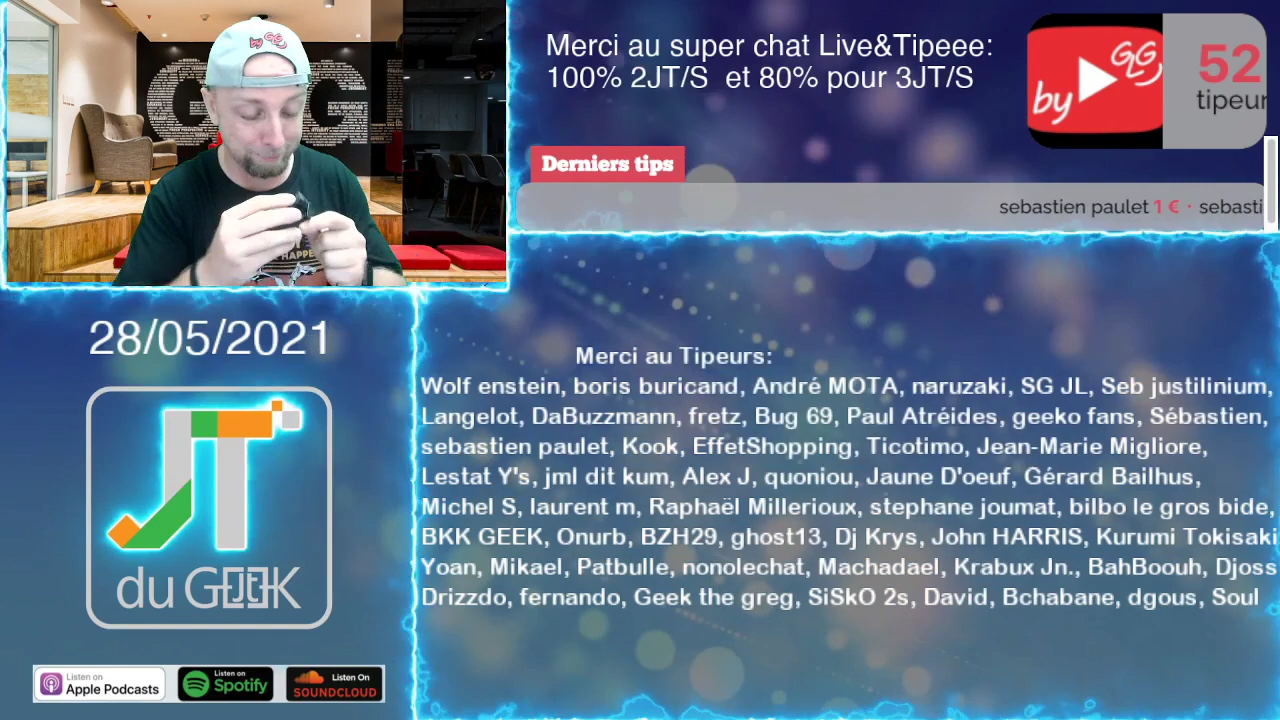 by GLG
HAPPE
Merci au super chat Live&Tipeee:
100% 2JT/S et 80% pour 3JT/S
by GLG
52
tipeur
Derniers tips
sebastien paulet 1 € · sebasti
28/05/2021
JT
du GEEK
Listen on
Apple Podcasts
Listen on
Spotify
Listen On
SOUNDCLOUD
Merci au Tipeurs:
Wolf enstein, boris buricand, André MOTA, naruzaki, SG JL, Seb justilinium,
Langelot, DaBuzzmann, fretz, Bug 69, Paul Atréides, geeko fans, Sébastien,
sebastien paulet, Kook, EffetShopping, Ticotimo, Jean-Marie Migliore,
Lestat Y's, jml dit kum, Alex J, quoniou, Jaune D'oeuf, Gérard Bailhus,
Michel S, laurent m, Raphaël Millerioux, stephane joumat, bilbo le gros bide,
BKK GEEK, Onurb, BZH29, ghost13, Dj Krys, John HARRIS, Kurumi Tokisaki
Yoan, Mikael, Patbulle, nonolechat, Machadael, Krabux Jn., BahBoouh, Djoss
Drizzdo, fernando, Geek the greg, SiSkO 2s, David, Bchabane, dgous, Soul